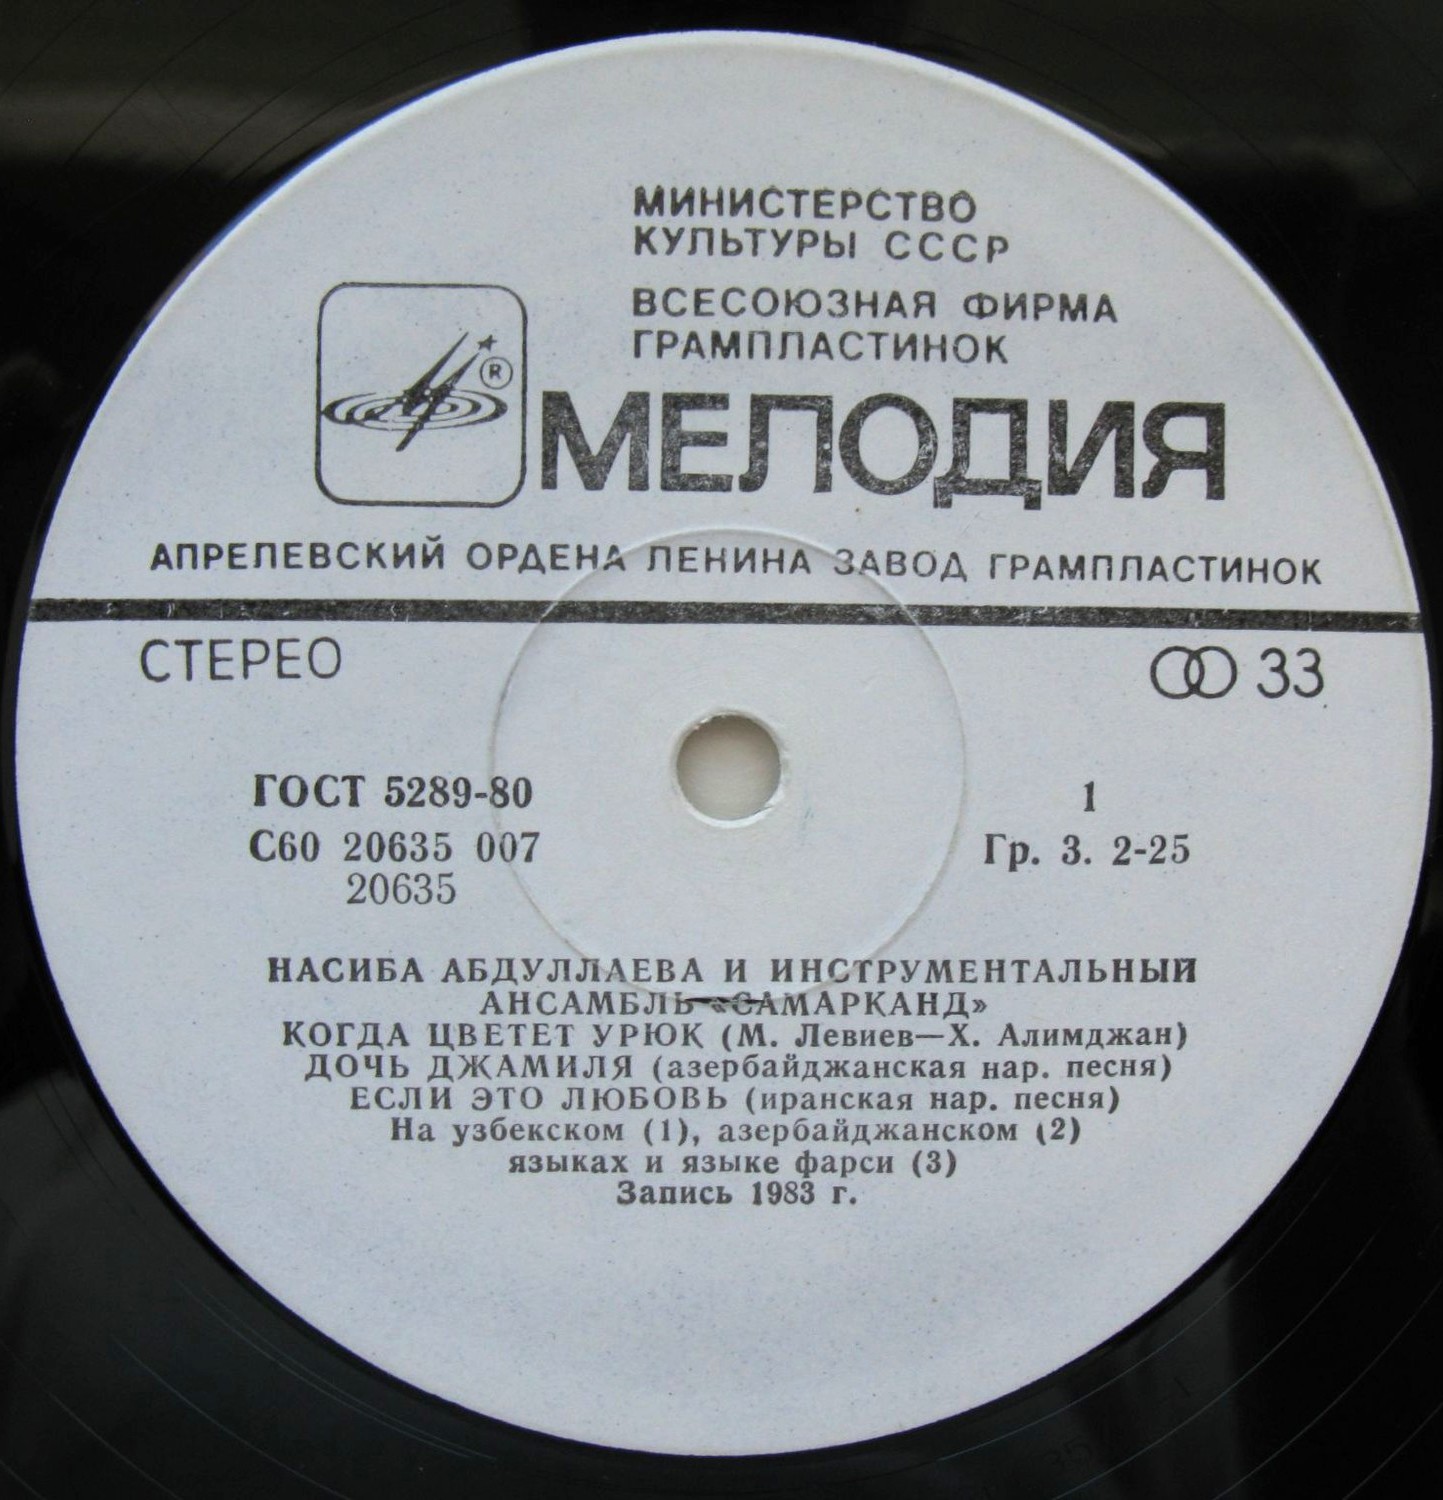 МИНИСТЕРСТВО
КУЛЬТУРЫ СССР
ВСЕСОЮЗНАЯ ФИРМА
ГРАМПЛАСТИНОК
®
МЕЛОДИЯ
АПРЕЛЕВСКИЙ ОРДЕНА ЛЕНИНА ЗАВОД ГРАМПЛАСТИНОК
СТЕРЕО
33
ГОСТ 5289-80
1
С60 20635 007
Гр. 3. 2-25
20635
НАСИБА АБДУЛЛАЕВА И ИНСТРУМЕНТАЛЬНЫЙ
АНСАМБЛЬ «САМАРКАНД»
КОГДА ЦВЕТЕТ УРЮК (М. Левиев—Х. Алимджан)
ДОЧЬ ДЖАМИЛЯ (азербайджанская нар. песня)
ЕСЛИ ЭТО ЛЮБОВЬ (иранская нар. песня)
На узбекском (1), азербайджанском (2)
языках и языке фарси (3)
Запись 1983 г.